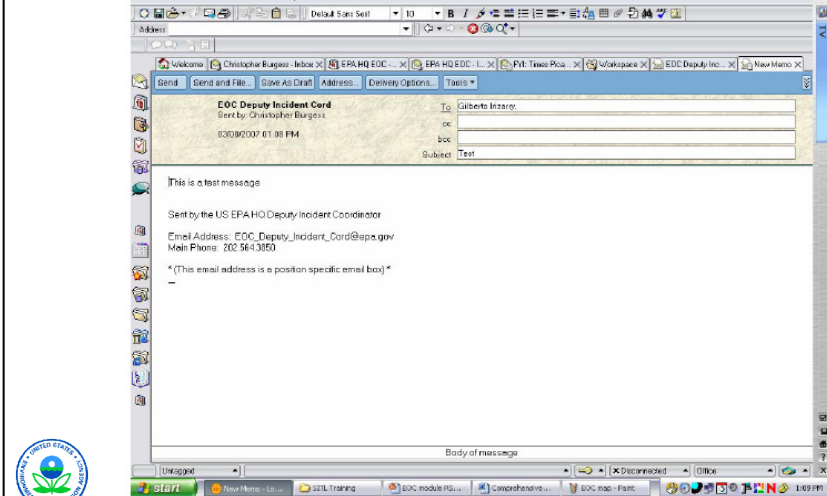 Default Sans Serif 10 B I
Address
Welcome Christopher Burgess - Inbox EPA HQ EOC -... EPA HQ EOC - I... FYI: Times Pica... Workspace EOC Deputy Inc... New Memo
Send Send and File... Save As Draft Address... Delivery Options... Tools
EOC Deputy Incident Cord
Sent by: Christopher Burgess
03/08/2007 01:08 PM
To Gilberto Irizarry,
cc
bcc
Subject Test
This is a test message
Sent by the US EPA HQ Deputy Incident Coordinator
Email Address: EOC_Deputy_Incident_Cord@epa.gov
Main Phone: 202.564.3850
* (This email address is a position specific email box) *
Body of message
Untagged Disconnected Office
start New Memo - Lo... SITL Training EOC module RS... Comprehensive... EOC map - Paint 1:09 PM
UNITED STATES